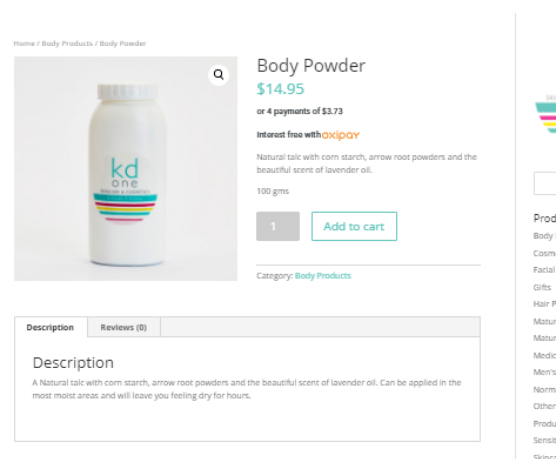 Home / Body Products / Body Powder
Body Powder
$14.95
or 4 payments of $3.73
Interest free with oxipay
Natural talc with corn starch, arrow root powders and the
beautiful scent of lavender oil.
100 gms
1
Add to cart
Category: Body Products
kd
one
Description
Reviews (0)
Description
A Natural talc with corn starch, arrow root powders and the beautiful scent of lavender oil. Can be applied in the
most moist areas and will leave you feeling dry for hours.
Prod
Body
Cosme
Facial
Gifts
Hair P
Matur
Matur
Medic
Men's
Norm
Other
Produ
Sensit
Skinca